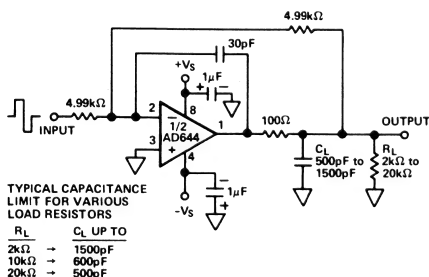 4.99kΩ
30pF
+VS
1μF
+
−
4.99kΩ
INPUT
2
−
8
1/2
AD644
1
3
+
4
100Ω
OUTPUT
CL
500pF to
1500pF
RL
2kΩ to
20kΩ
−
1μF
+
−VS
TYPICAL CAPACITANCE
LIMIT FOR VARIOUS
LOAD RESISTORS
RL CL UP TO
2kΩ → 1500pF
10kΩ → 600pF
20kΩ → 500pF